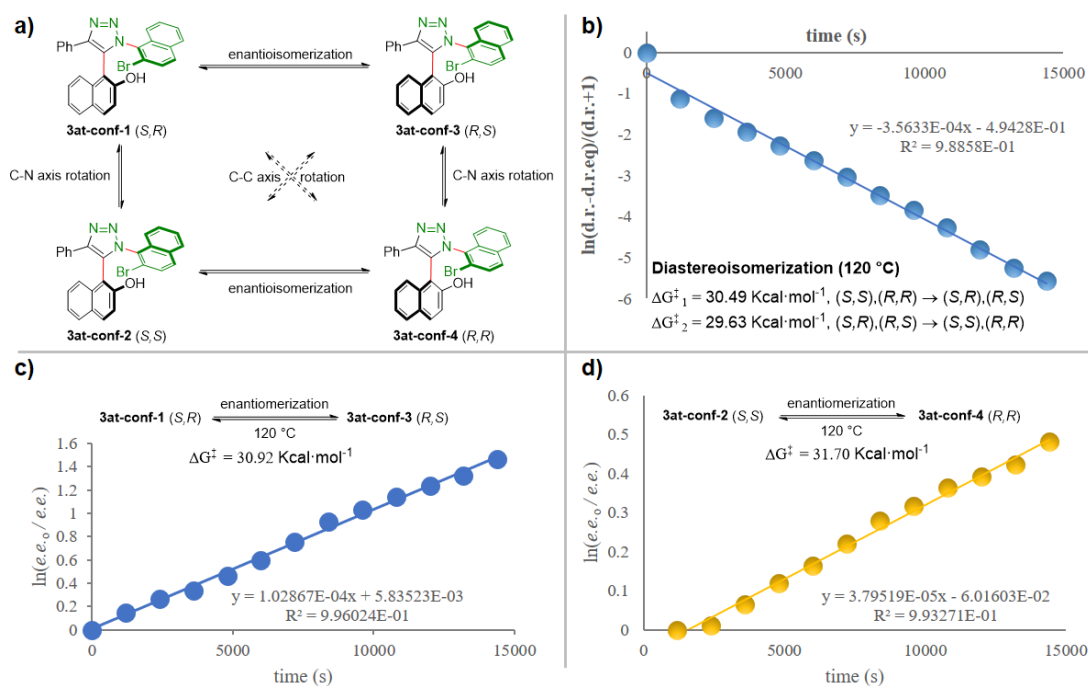 a)
N=N
Ph
N
Br
OH
3at-conf-1 (S,R)
enantioisomerization
N=N
Ph
N
Br
OH
3at-conf-3 (R,S)
C-N axis rotation
C-C axis rotation
C-N axis rotation
N=N
Ph
N
Br
OH
3at-conf-2 (S,S)
enantioisomerization
N=N
Ph
N
Br
OH
3at-conf-4 (R,R)
b)
time (s)
0
5000
10000
15000
0
-1
-2
-3
-4
-5
-6
ln(d.r.-d.r.eq)/(d.r.+1)
y = -3.5633E-04x - 4.9428E-01
R² = 9.8858E-01
Diastereoisomerization (120 °C)
ΔG‡1 = 30.49 Kcal·mol-1, (S,S),(R,R) → (S,R),(R,S)
ΔG‡2 = 29.63 Kcal·mol-1, (S,R),(R,S) → (S,S),(R,R)
c)
3at-conf-1 (S,R)
enantiomerization
120 °C
3at-conf-3 (R,S)
ΔG‡ = 30.92 Kcal·mol-1
1.6
1.4
1.2
1
0.8
0.6
0.4
0.2
0
ln(e.e.o / e.e.)
y = 1.02867E-04x + 5.83523E-03
R² = 9.96024E-01
0
5000
10000
15000
time (s)
d)
3at-conf-2 (S,S)
enantiomerization
120 °C
3at-conf-4 (R,R)
ΔG‡ = 31.70 Kcal·mol-1
0.6
0.5
0.4
0.3
0.2
0.1
0
ln(e.e.o / e.e.)
y = 3.79519E-05x - 6.01603E-02
R² = 9.93271E-01
0
5000
10000
15000
time (s)